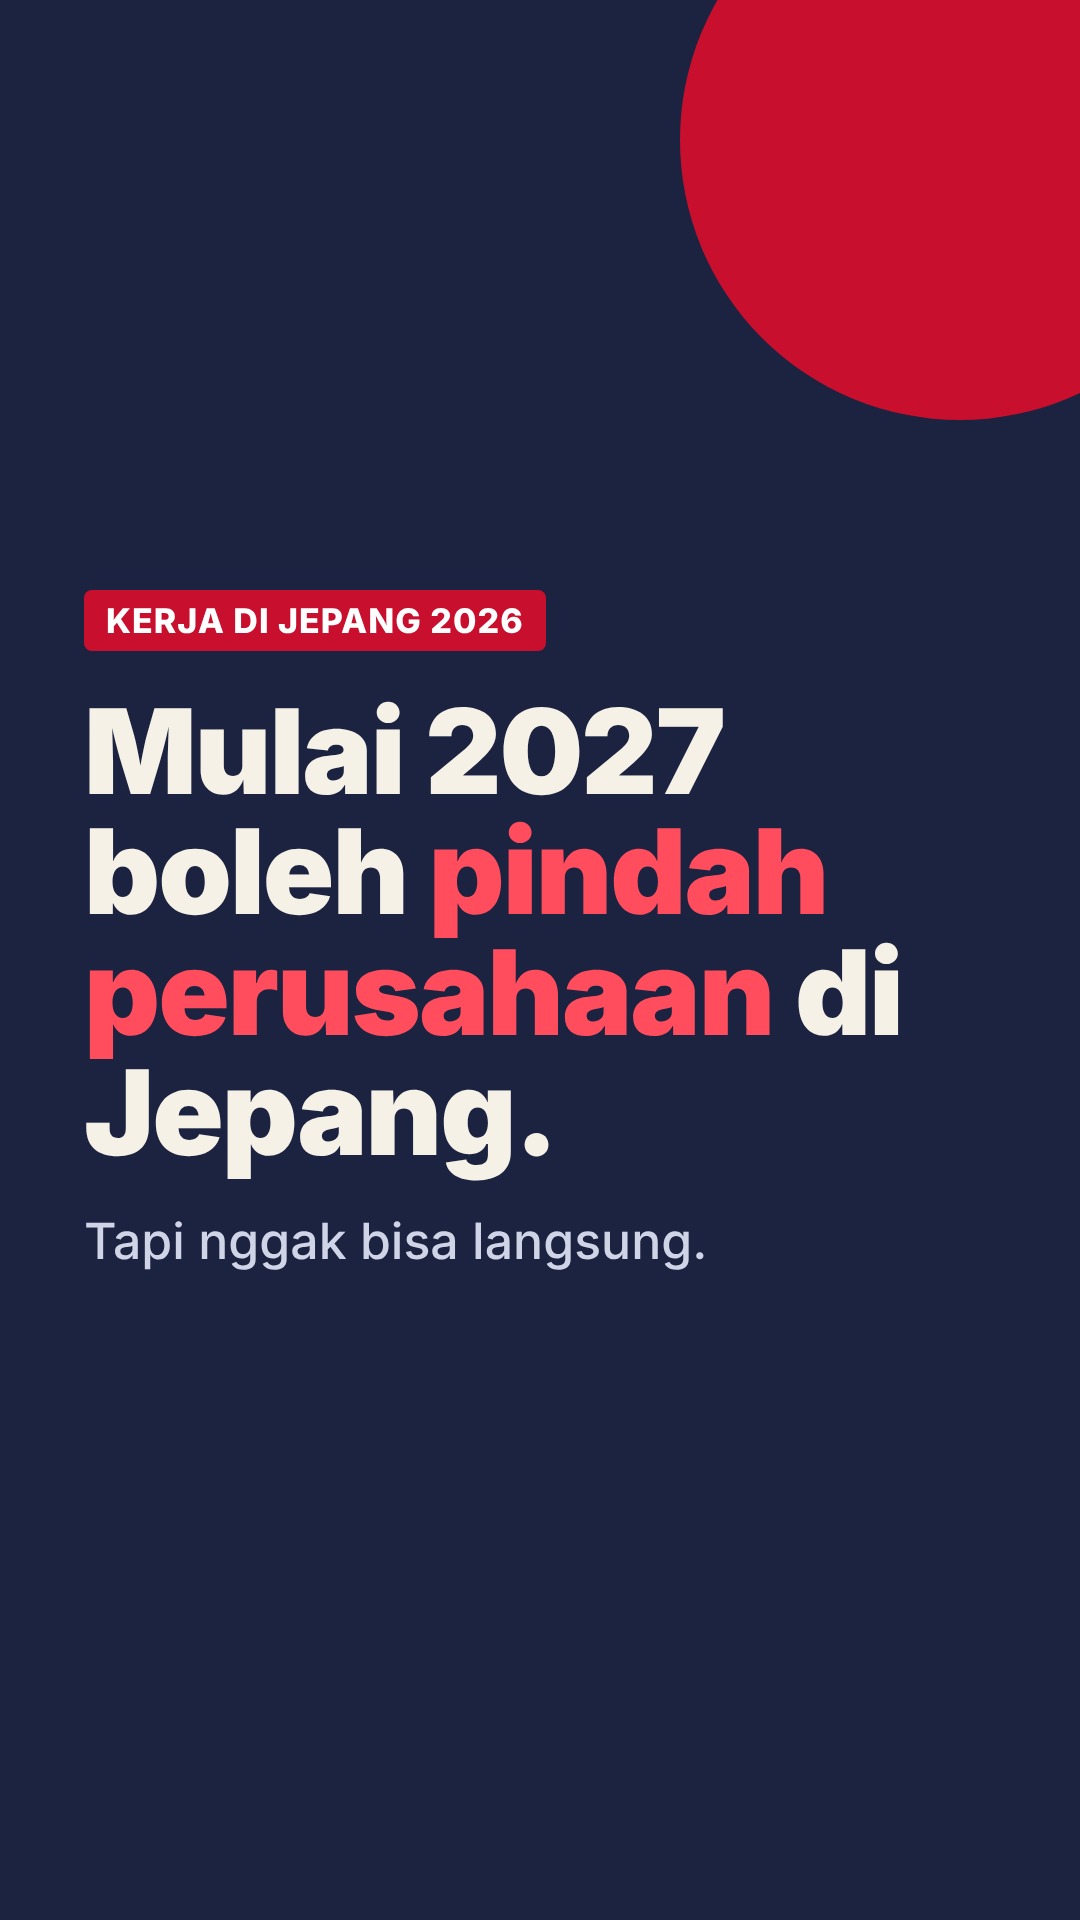 KERJA DI JEPANG 2026
Mulai 2027
boleh pindah
perusahaan di
Jepang.
Tapi nggak bisa langsung.